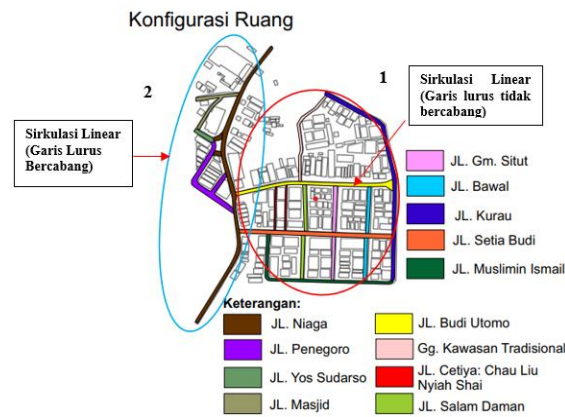 Konfigurasi Ruang
2
1
Sirkulasi Linear
(Garis lurus tidak
bercabang)
Sirkulasi Linear
(Garis Lurus
Bercabang)
JL. Gm. Situt
JL. Bawal
JL. Kurau
JL. Setia Budi
JL. Muslimin Ismail
Keterangan:
JL. Niaga
JL. Penegoro
JL. Yos Sudarso
JL. Masjid
JL. Budi Utomo
Gg. Kawasan Tradisional
JL. Cetiya: Chau Liu
Nyiah Shai
JL. Salam Daman